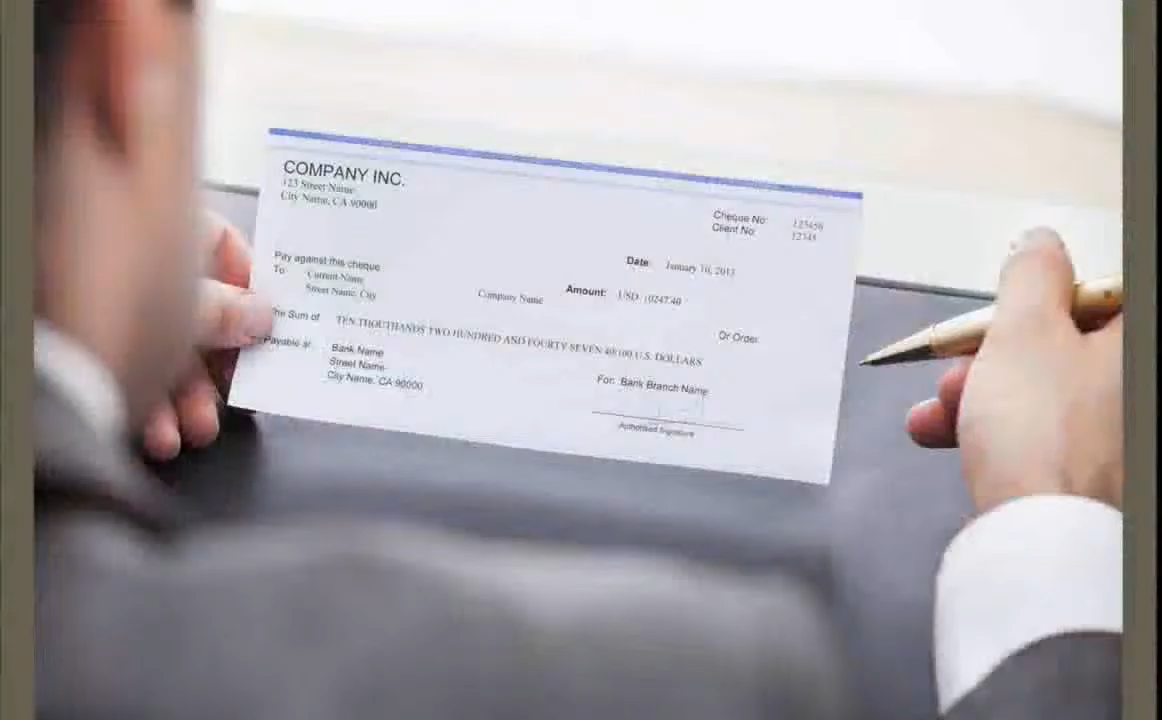 COMPANY INC.
123 Street Name
City Name, CA 90000
Cheque No: 123456
Client No: 12345
Date: January 10, 2013
Pay against this cheque
To: Current Name
Street Name, City
Company Name
Amount: USD 10247.40
The Sum of TEN THOUTHANDS TWO HUNDRED AND FOURTY SEVEN 40/100 U.S. DOLLARS
Or Order
Payable at: Bank Name
Street Name
City Name, CA 90000
For: Bank Branch Name
Authorised Signature